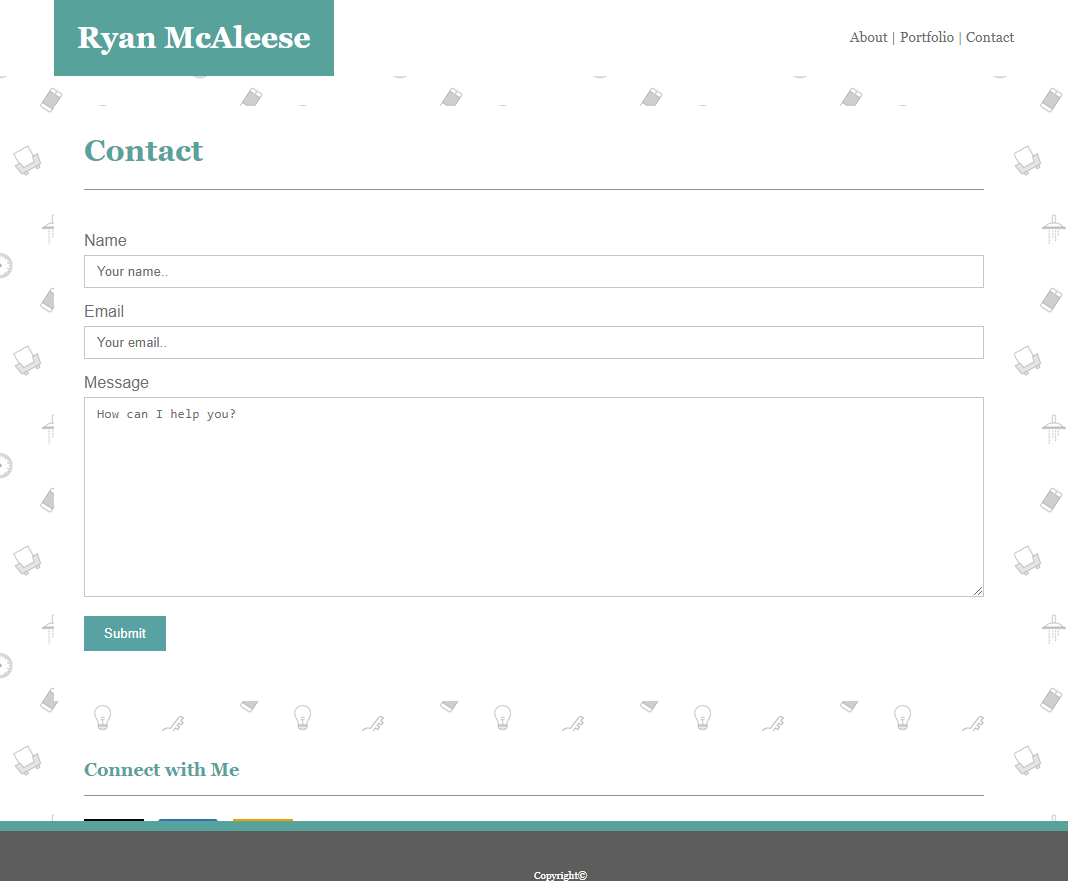 Ryan McAleese
About | Portfolio | Contact
Contact
Name
Your name..
Email
Your email..
Message
How can I help you?
Submit
Connect with Me
Copyright©